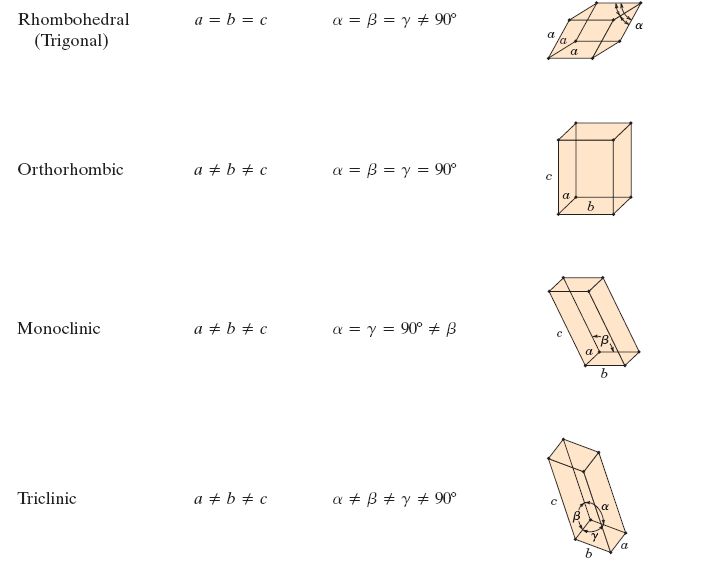 Rhombohedral a = b = c α = β = γ ≠ 90°
(Trigonal)
a a a α
Orthorhombic a ≠ b ≠ c α = β = γ = 90°
c a b
Monoclinic a ≠ b ≠ c α = γ = 90° ≠ β
c a β b
Triclinic a ≠ b ≠ c α ≠ β ≠ γ ≠ 90°
c β α γ a b